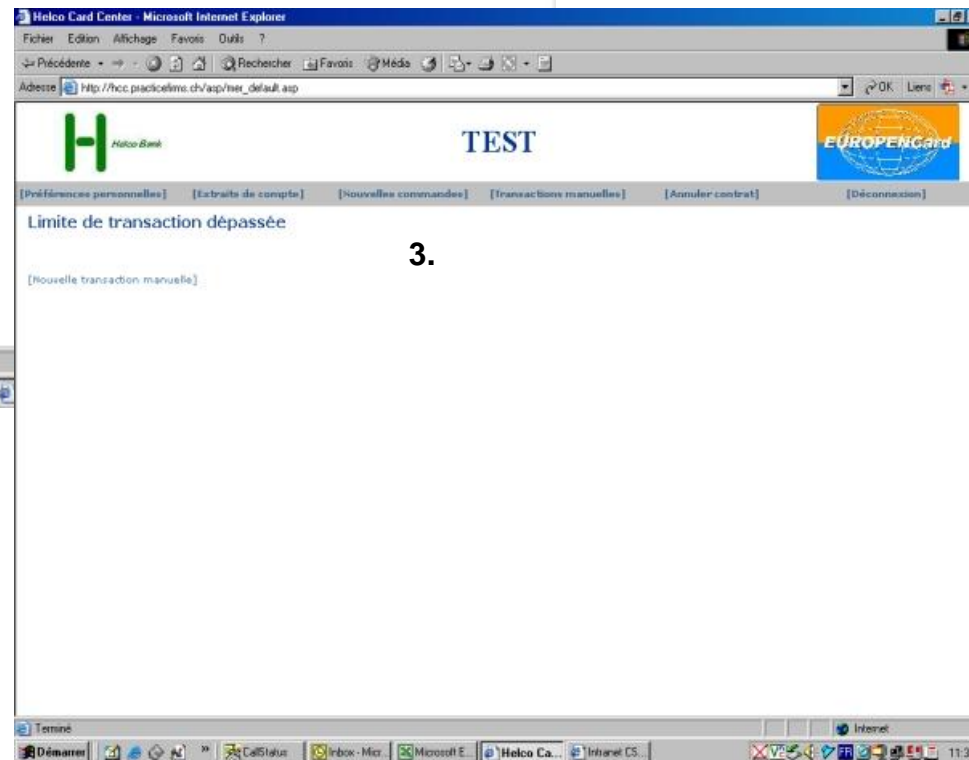 Helco Card Center - Microsoft Internet Explorer
Fichier Edition Affichage Favoris Outils ?
Précédente Rechercher Favoris Média
Adresse http://hcc.practicefirms.ch/asp/mer_default.asp OK Liens
Helco Bank
TEST
EUROPENCard
[Préférences personnelles] [Extraits de compte] [Nouvelles commandes] [Transactions manuelles] [Annuler contrat] [Déconnexion]
Limite de transaction dépassée
3.
[Nouvelle transaction manuelle]
Terminé Internet
Démarrer » CallStatus Inbox - Micr... Microsoft E... Helco Ca... Intranet CS... FR